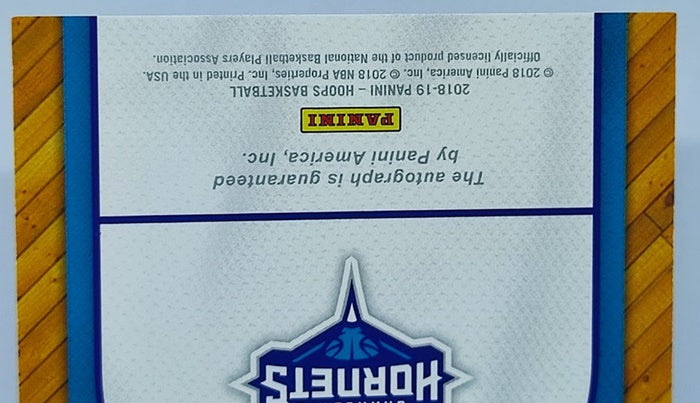 HORNETS
The autograph is guaranteed
by Panini America, Inc.
PANINI
2018-19 PANINI – HOOPS BASKETBALL
© 2018 Panini America, Inc. © 2018 NBA Properties, Inc. Printed in the USA.
Officially licensed product of the National Basketball Players Association.